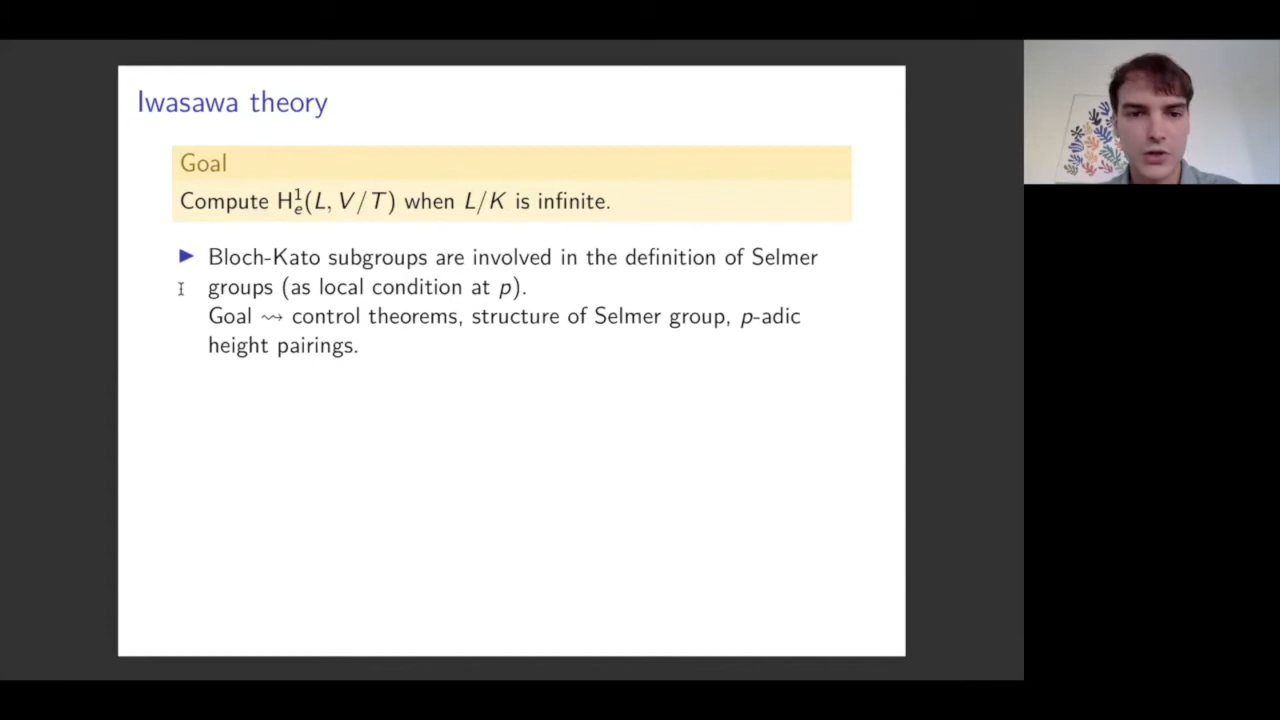 Iwasawa theory
Goal
Compute H¹ₑ(L, V/T) when L/K is infinite.
▶ Bloch-Kato subgroups are involved in the definition of Selmer
groups (as local condition at p).
Goal ⇝ control theorems, structure of Selmer group, p-adic
height pairings.